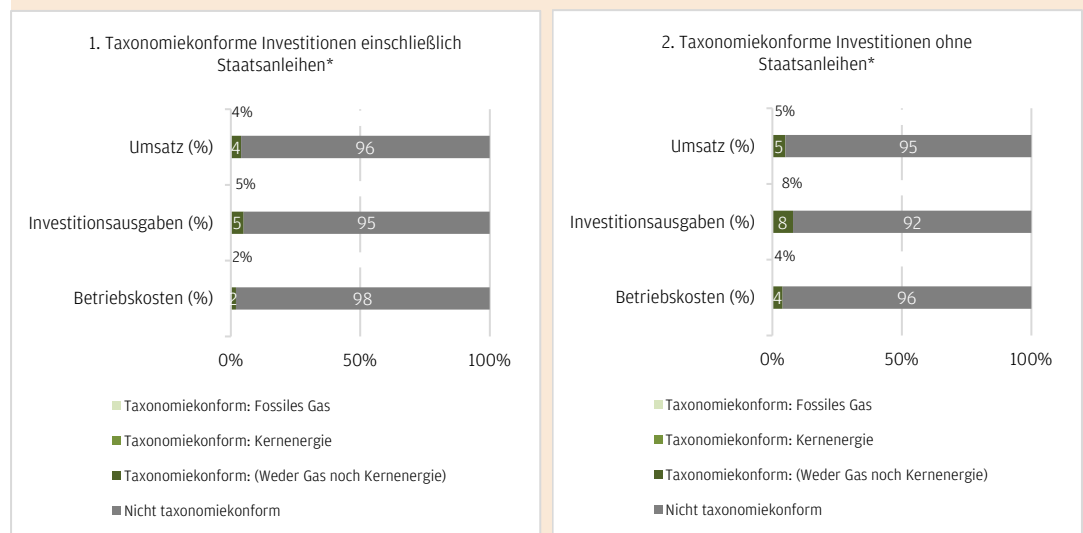 1. Taxonomiekonforme Investitionen einschließlich
Staatsanleihen*
4%
Umsatz (%)
4
96
5%
Investitionsausgaben (%)
5
95
2%
Betriebskosten (%)
2
98
0%
50%
100%
Taxonomiekonform: Fossiles Gas
Taxonomiekonform: Kernenergie
Taxonomiekonform: (Weder Gas noch Kernenergie)
Nicht taxonomiekonform
2. Taxonomiekonforme Investitionen ohne
Staatsanleihen*
5%
Umsatz (%)
5
95
8%
Investitionsausgaben (%)
8
92
4%
Betriebskosten (%)
4
96
0%
50%
100%
Taxonomiekonform: Fossiles Gas
Taxonomiekonform: Kernenergie
Taxonomiekonform: (Weder Gas noch Kernenergie)
Nicht taxonomiekonform